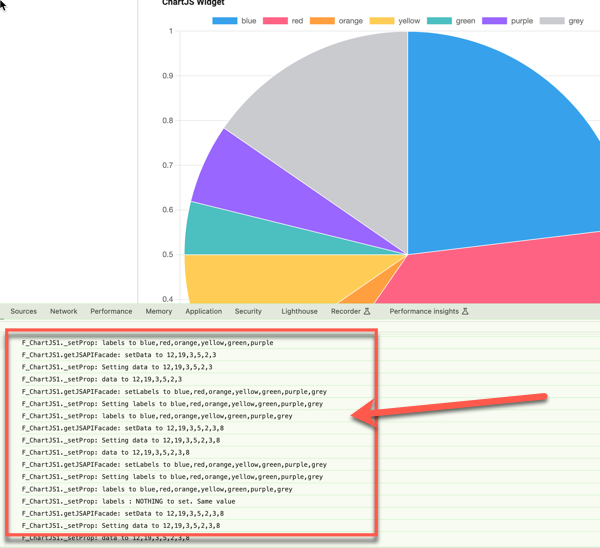 ChartJS Widget
blue red orange yellow green purple grey
1
0.9
0.8
0.7
0.6
0.5
0.4
Sources Network Performance Memory Application Security Lighthouse Recorder Performance insights
F_ChartJS1._setProp: labels to blue,red,orange,yellow,green,purple
F_ChartJS1.getJSAPIFacade: setData to 12,19,3,5,2,3
F_ChartJS1._setProp: Setting data to 12,19,3,5,2,3
F_ChartJS1._setProp: data to 12,19,3,5,2,3
F_ChartJS1.getJSAPIFacade: setLabels to blue,red,orange,yellow,green,purple,grey
F_ChartJS1._setProp: Setting labels to blue,red,orange,yellow,green,purple,grey
F_ChartJS1._setProp: labels to blue,red,orange,yellow,green,purple,grey
F_ChartJS1.getJSAPIFacade: setData to 12,19,3,5,2,3,8
F_ChartJS1._setProp: Setting data to 12,19,3,5,2,3,8
F_ChartJS1._setProp: data to 12,19,3,5,2,3,8
F_ChartJS1.getJSAPIFacade: setLabels to blue,red,orange,yellow,green,purple,grey
F_ChartJS1._setProp: Setting labels to blue,red,orange,yellow,green,purple,grey
F_ChartJS1._setProp: labels to blue,red,orange,yellow,green,purple,grey
F_ChartJS1._setProp: labels : NOTHING to set. Same value
F_ChartJS1.getJSAPIFacade: setData to 12,19,3,5,2,3,8
F_ChartJS1._setProp: Setting data to 12,19,3,5,2,3,8
F_ChartJS1._setProp: data to 12,19,3,5,2,3,8